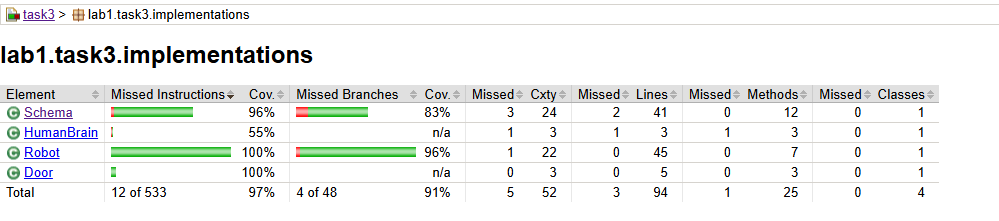 task3 > lab1.task3.implementations
lab1.task3.implementations
Element Missed Instructions Cov. Missed Branches Cov. Missed Cxty Missed Lines Missed Methods Missed Classes
Schema 96% 83% 3 24 2 41 0 12 0 1
HumanBrain 55% n/a 1 3 1 3 1 3 0 1
Robot 100% 96% 1 22 0 45 0 7 0 1
Door 100% n/a 0 3 0 5 0 3 0 1
Total 12 of 533 97% 4 of 48 91% 5 52 3 94 1 25 0 4